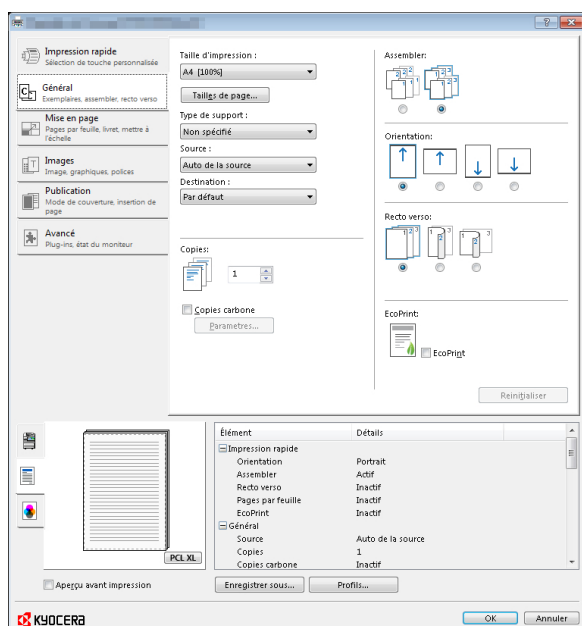 Impression rapide
Sélection de touche personnalisée
Général
Exemplaires, assembler, recto verso
Mise en page
Pages par feuille, livret, mettre à
l'échelle
Images
Image, graphiques, polices
Publication
Mode de couverture, insertion de
page
Avancé
Plug-ins, état du moniteur
Taille d'impression :
A4 [100%]
Tailles de page...
Type de support :
Non spécifié
Source :
Auto de la source
Destination :
Par défaut
Copies:
1
Copies carbone
Parametres...
Assembler:
Orientation:
Recto verso:
EcoPrint:
EcoPrint
Reinitialiser
PCL XL
Aperçu avant impression
Élément Détails
Impression rapide
Orientation Portrait
Assembler Actif
Recto verso Inactif
Pages par feuille Inactif
EcoPrint Inactif
Général
Source Auto de la source
Copies 1
Copies carbone Inactif
Enregistrer sous... Profils...
KYOCERA
OK Annuler